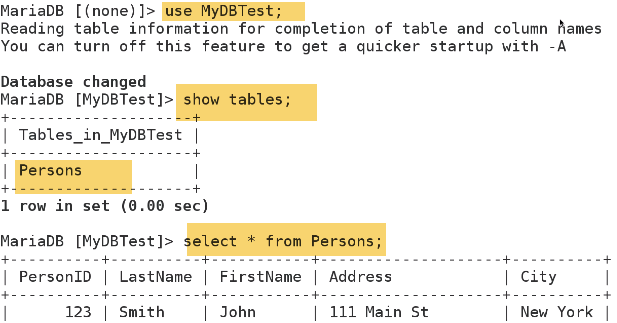 MariaDB [(none)]> use MyDBTest;
Reading table information for completion of table and column names
You can turn off this feature to get a quicker startup with -A
Database changed
MariaDB [MyDBTest]> show tables;
+--------------------+
| Tables_in_MyDBTest |
+--------------------+
| Persons            |
+--------------------+
1 row in set (0.00 sec)
MariaDB [MyDBTest]> select * from Persons;
+----------+----------+-----------+--------------------+----------+
| PersonID | LastName | FirstName | Address            | City     |
+----------+----------+-----------+--------------------+----------+
|      123 | Smith    | John      | 111 Main St        | New York |